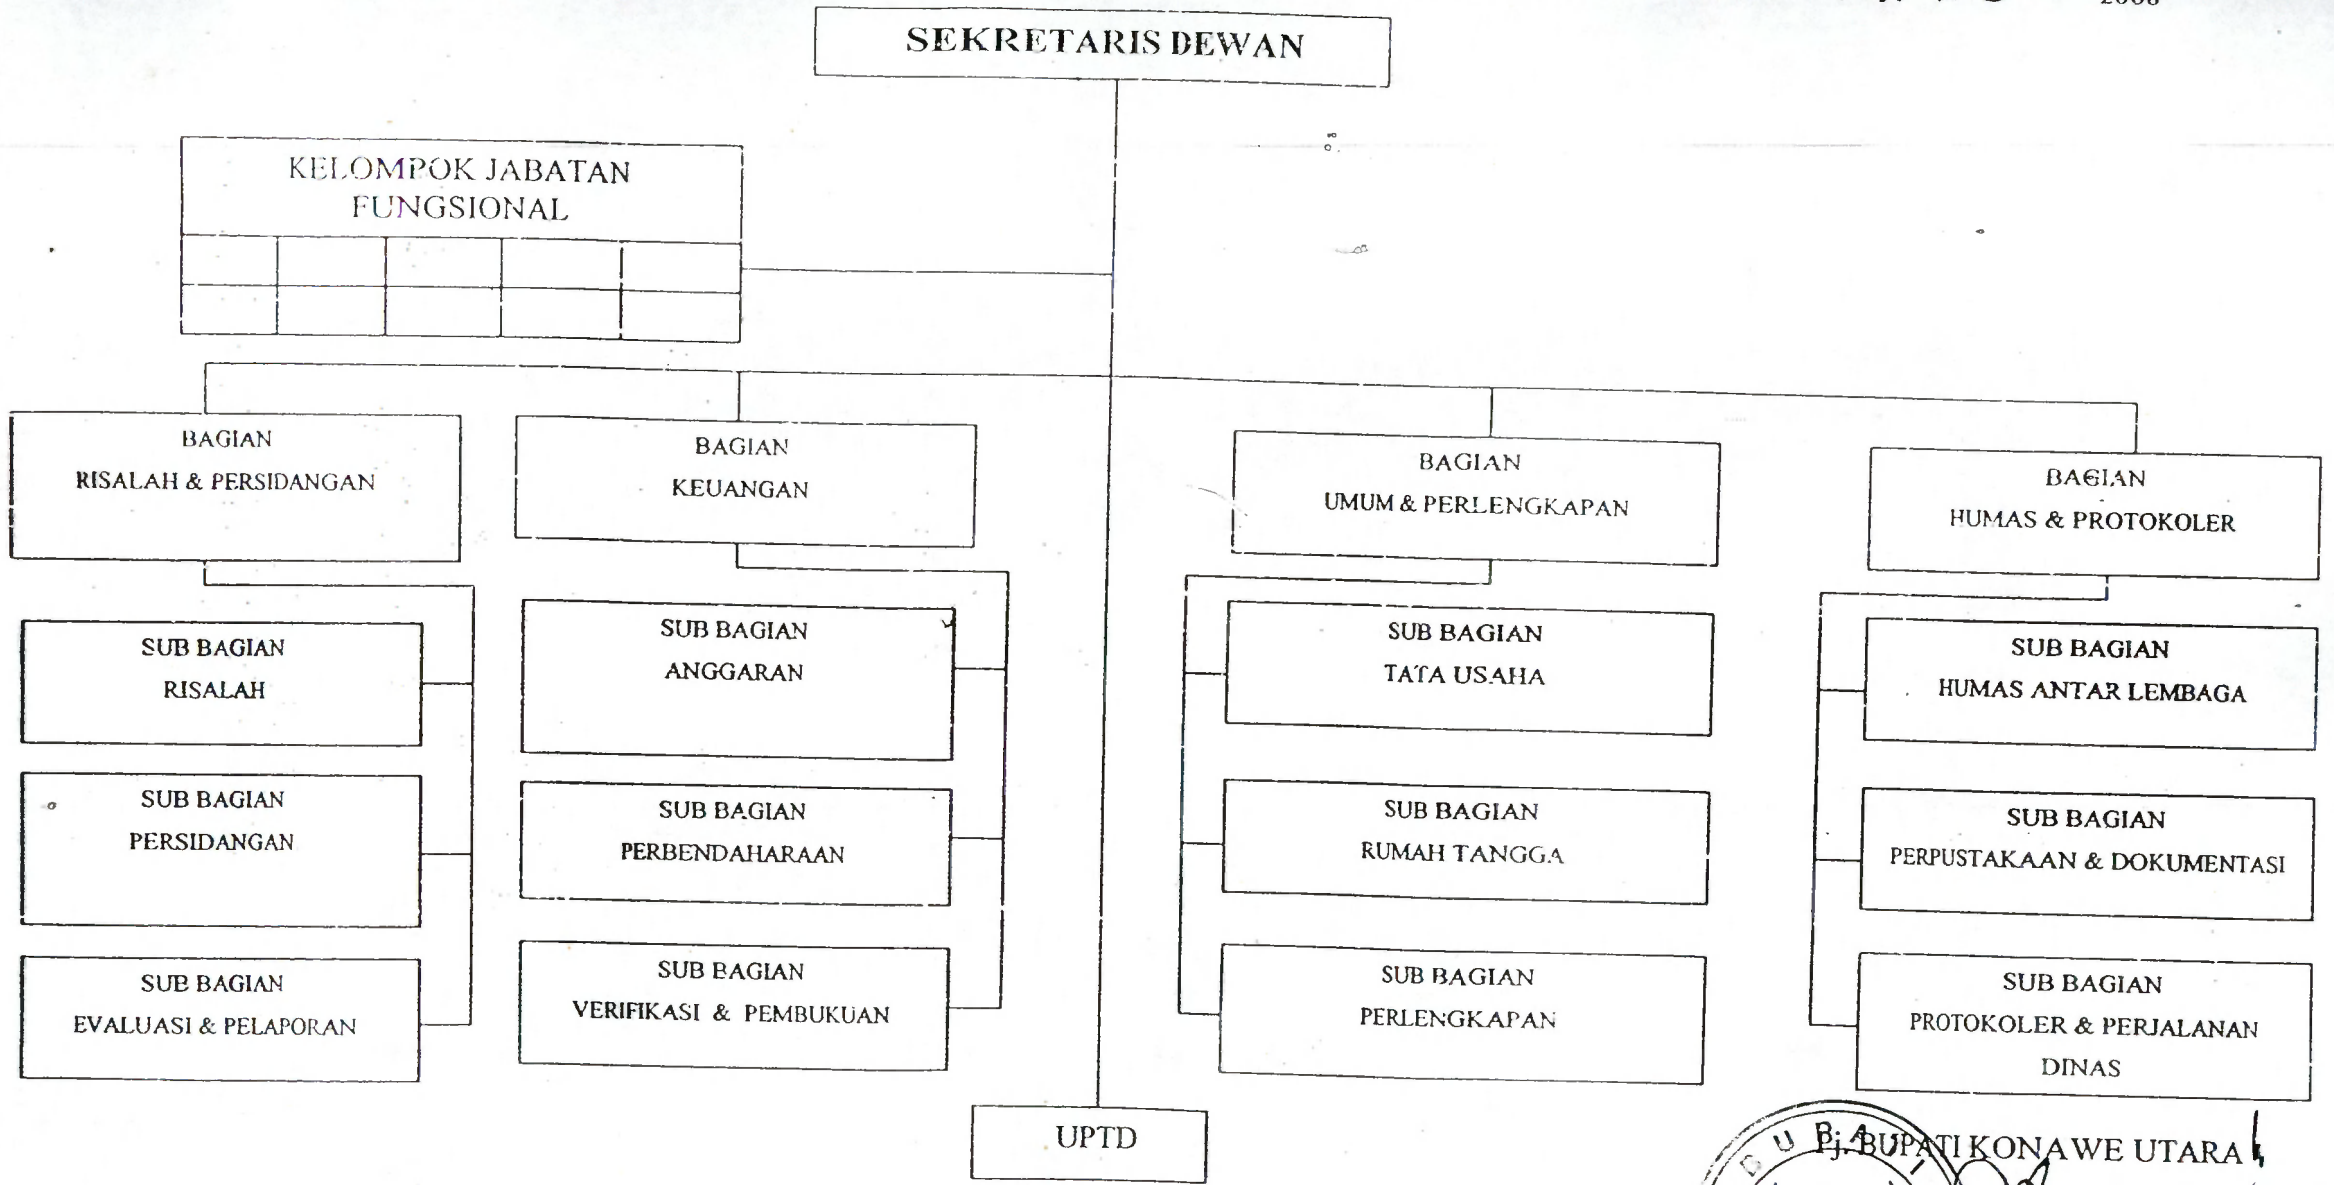 2008
SEKRETARIS DEWAN
KELOMPOK JABATAN
FUNGSIONAL
BAGIAN
RISALAH & PERSIDANGAN
BAGIAN
KEUANGAN
BAGIAN
UMUM & PERLENGKAPAN
BAGIAN
HUMAS & PROTOKOLER
SUB BAGIAN
RISALAH
SUB BAGIAN
PERSIDANGAN
SUB BAGIAN
EVALUASI & PELAPORAN
SUB BAGIAN
ANGGARAN
SUB BAGIAN
PERBENDAHARAAN
SUB BAGIAN
VERIFIKASI & PEMBUKUAN
SUB BAGIAN
TATA USAHA
SUB BAGIAN
RUMAH TANGGA
SUB BAGIAN
PERLENGKAPAN
SUB BAGIAN
HUMAS ANTAR LEMBAGA
SUB BAGIAN
PERPUSTAKAAN & DOKUMENTASI
SUB BAGIAN
PROTOKOLER & PERJALANAN
DINAS
UPTD
Pj. BUPATI KONAWE UTARA
BUPATI